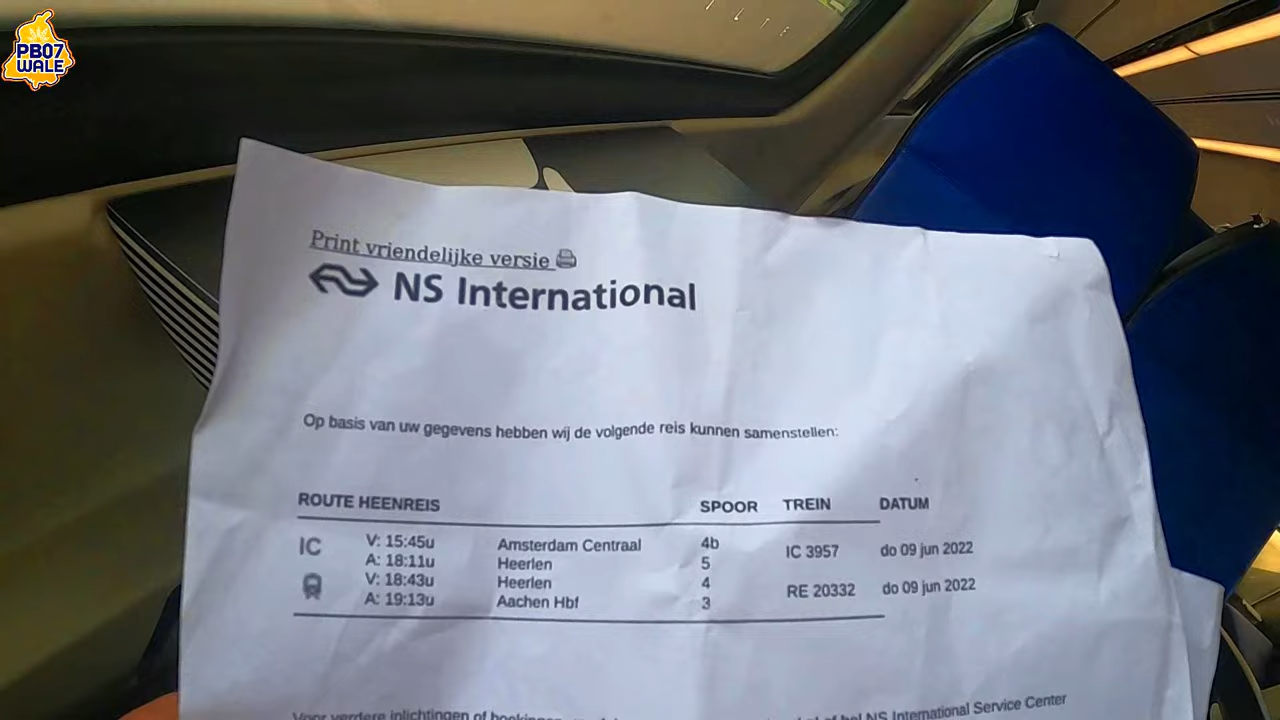 PB07
WALE
Print vriendelijke versie
NS International
Op basis van uw gegevens hebben wij de volgende reis kunnen samenstellen:
ROUTE HEENREIS SPOOR TREIN DATUM
IC V: 15:45u Amsterdam Centraal 4b IC 3957 do 09 jun 2022
A: 18:11u Heerlen 5
V: 18:43u Heerlen 4 RE 20332 do 09 jun 2022
A: 19:13u Aachen Hbf 3
Voor verdere inlichtingen of NS International Service Center